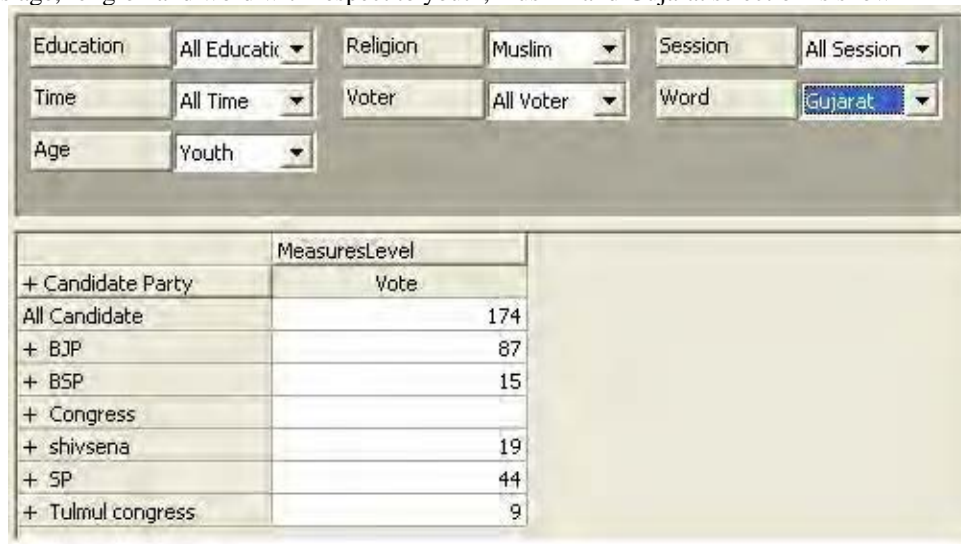 Education All Educatic Religion Muslim Session All Session
Time All Time Voter All Voter Word Gujarat
Age Youth
MeasuresLevel
+ Candidate Party Vote
All Candidate 174
+ BJP 87
+ BSP 15
+ Congress
+ shivsena 19
+ SP 44
+ Tulmul congress 9